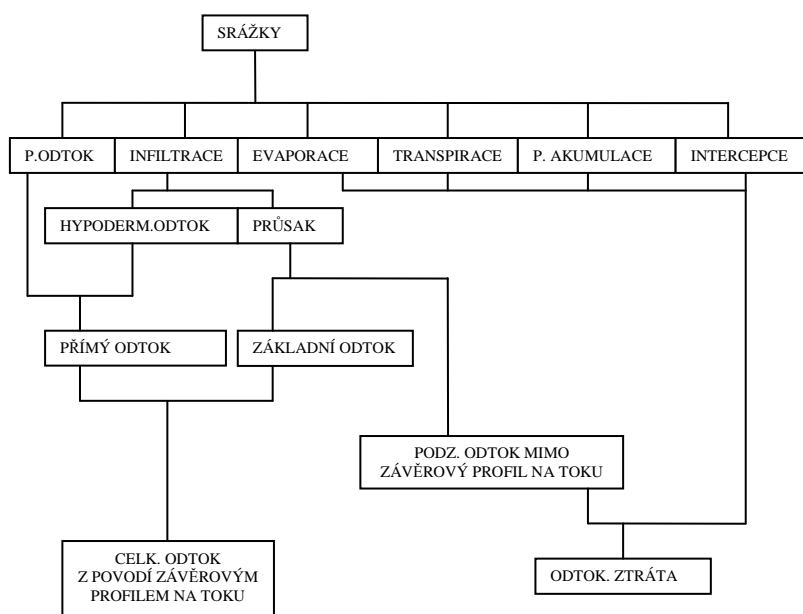 SRÁŽKY
P.ODTOK
INFILTRACE
EVAPORACE
TRANSPIRACE
P. AKUMULACE
INTERCEPCE
HYPODERM.ODTOK
PRŮSAK
PŘÍMÝ ODTOK
ZÁKLADNÍ ODTOK
PODZ. ODTOK MIMO
ZÁVĚROVÝ PROFIL NA TOKU
CELK. ODTOK
Z POVODÍ ZÁVĚROVÝM
PROFILEM NA TOKU
ODTOK. ZTRÁTA